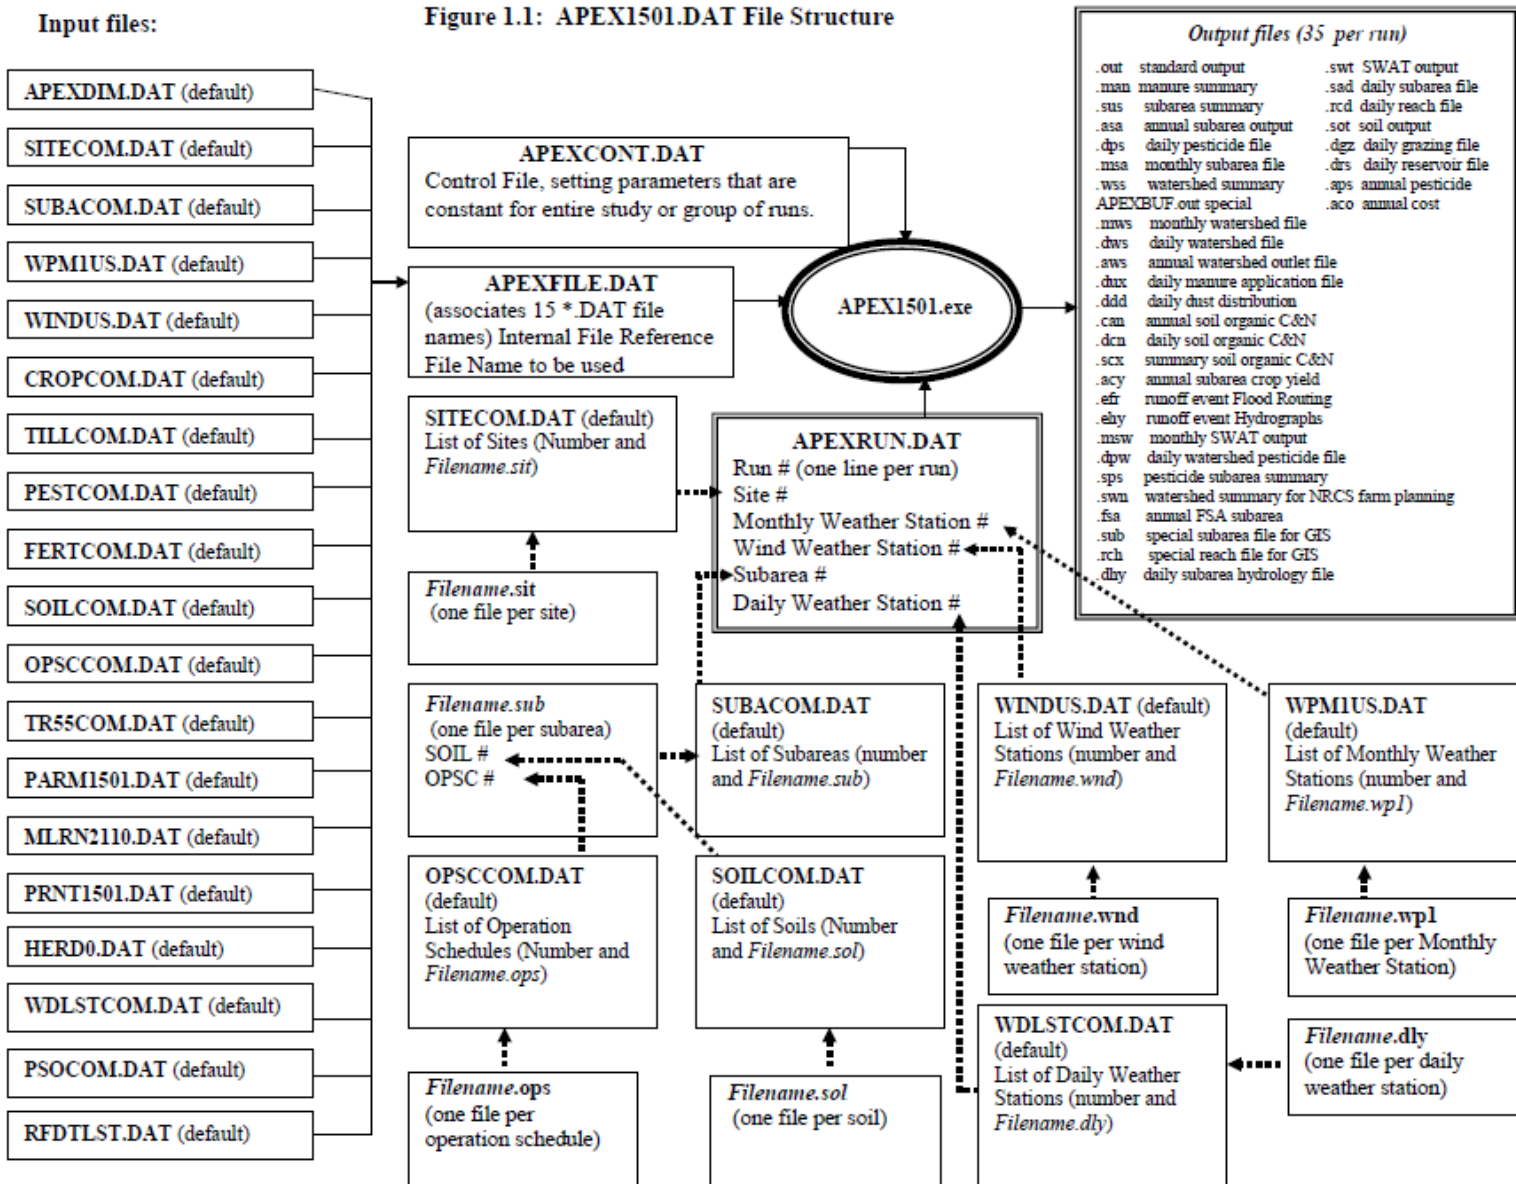 Input files:
Figure 1.1: APEX1501.DAT File Structure
APEXDIM.DAT (default)
SITECOM.DAT (default)
SUBACOM.DAT (default)
WPM1US.DAT (default)
WINDUS.DAT (default)
CROPCOM.DAT (default)
TILLCOM.DAT (default)
PESTCOM.DAT (default)
FERTCOM.DAT (default)
SOILCOM.DAT (default)
OPSCCOM.DAT (default)
TR55COM.DAT (default)
PARM1501.DAT (default)
MLRN2110.DAT (default)
PRNT1501.DAT (default)
HERD0.DAT (default)
WDLSTCOM.DAT (default)
PSOCOM.DAT (default)
RFDTLST.DAT (default)
APEXCONT.DAT
Control File, setting parameters that are
constant for entire study or group of runs.
APEXFILE.DAT
(associates 15 *.DAT file
names) Internal File Reference
File Name to be used
APEX1501.exe
SITECOM.DAT (default)
List of Sites (Number and
Filename.sit)
Filename.sit
(one file per site)
APEXRUN.DAT
Run # (one line per run)
Site #
Monthly Weather Station #
Wind Weather Station #
Subarea #
Daily Weather Station #
Filename.sub
(one file per subarea)
SOIL #
OPSC #
SUBACOM.DAT
(default)
List of Subareas (number
and Filename.sub)
WINDUS.DAT (default)
List of Wind Weather
Stations (number and
Filename.wnd)
WPM1US.DAT
(default)
List of Monthly Weather
Stations (number and
Filename.wp1)
OPSCCOM.DAT
(default)
List of Operation
Schedules (Number and
Filename.ops)
SOILCOM.DAT
(default)
List of Soils (Number
and Filename.sol)
Filename.wnd
(one file per wind
weather station)
Filename.wp1
(one file per Monthly
Weather Station)
WDLSTCOM.DAT
(default)
List of Daily Weather
Stations (number and
Filename.dly)
Filename.dly
(one file per daily
weather station)
Filename.ops
(one file per
operation schedule)
Filename.sol
(one file per soil)
Output files (35 per run)
.out standard output
.man manure summary
.sus subarea summary
.asa annual subarea output
.dps daily pesticide file
.msa monthly subarea file
.wss watershed summary
APEXBUF.out special
.mws monthly watershed file
.dws daily watershed file
.aws annual watershed outlet file
.dux daily manure application file
.ddd daily dust distribution
.can annual soil organic C&N
.dcn daily soil organic C&N
.scx summary soil organic C&N
.acy annual subarea crop yield
.efr runoff event Flood Routing
.ehy runoff event Hydrographs
.msw monthly SWAT output
.dpw daily watershed pesticide file
.sps pesticide subarea summary
.swn watershed summary for NRCS farm planning
.fsa annual FSA subarea
.sub special subarea file for GIS
.rch special reach file for GIS
.dhy daily subarea hydrology file
.swt SWAT output
.sad daily subarea file
.rcd daily reach file
.sot soil output
.dgz daily grazing file
.drs daily reservoir file
.aps annual pesticide
.aco annual cost